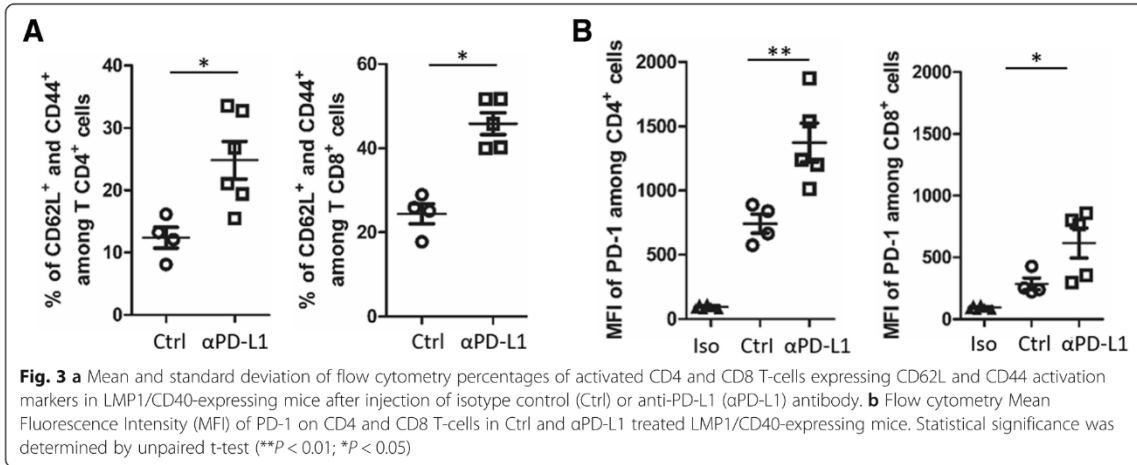 A
B
% of CD62L⁺ and CD44⁺
among T CD4⁺ cells
40
30
20
10
0
*
Ctrl αPD-L1
% of CD62L⁺ and CD44⁺
among T CD8⁺ cells
60
40
20
0
*
Ctrl αPD-L1
MFI of PD-1 among CD4⁺ cells
2000
1500
1000
500
0
**
Iso Ctrl αPD-L1
MFI of PD-1 among CD8⁺ cells
2000
1500
1000
500
0
*
Iso Ctrl αPD-L1
Fig. 3 a Mean and standard deviation of flow cytometry percentages of activated CD4 and CD8 T-cells expressing CD62L and CD44 activation
markers in LMP1/CD40-expressing mice after injection of isotype control (Ctrl) or anti-PD-L1 (αPD-L1) antibody. b Flow cytometry Mean
Fluorescence Intensity (MFI) of PD-1 on CD4 and CD8 T-cells in Ctrl and αPD-L1 treated LMP1/CD40-expressing mice. Statistical significance was
determined by unpaired t-test (**P < 0.01; *P < 0.05)